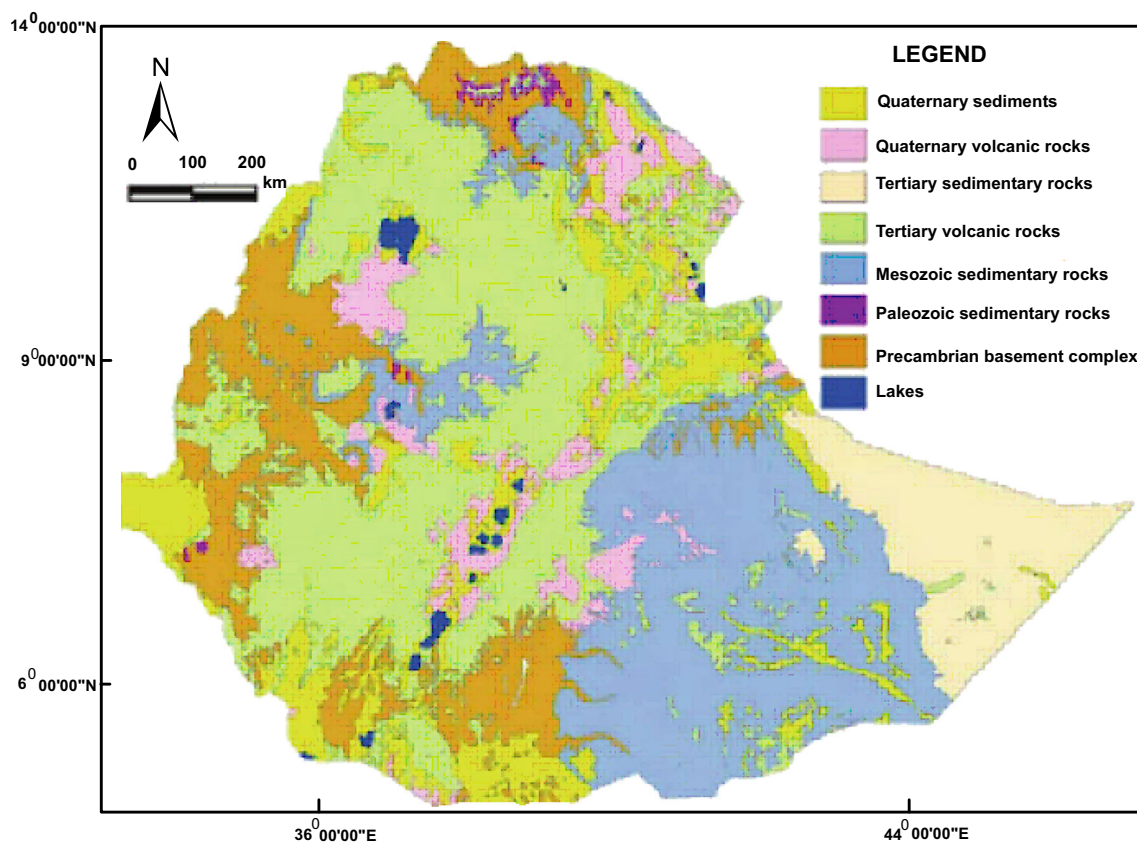 14⁰00'00"N
LEGEND
N
Quaternary sediments
Quaternary volcanic rocks
0 100 200
km
Tertiary sedimentary rocks
Tertiary volcanic rocks
Mesozoic sedimentary rocks
Paleozoic sedimentary rocks
9⁰00'00"N
Precambrian basement complex
Lakes
6⁰00'00"N
36⁰00'00"E
44⁰00'00"E